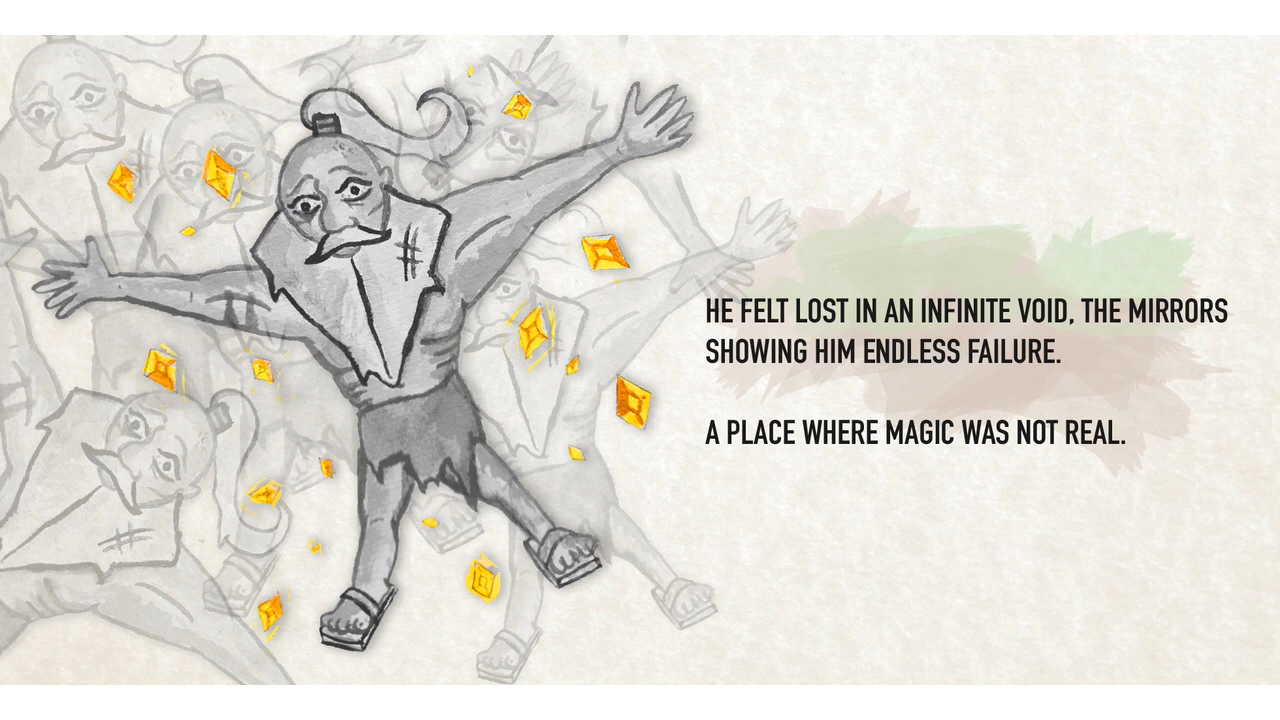 HE FELT LOST IN AN INFINITE VOID, THE MIRRORS
SHOWING HIM ENDLESS FAILURE.
A PLACE WHERE MAGIC WAS NOT REAL.